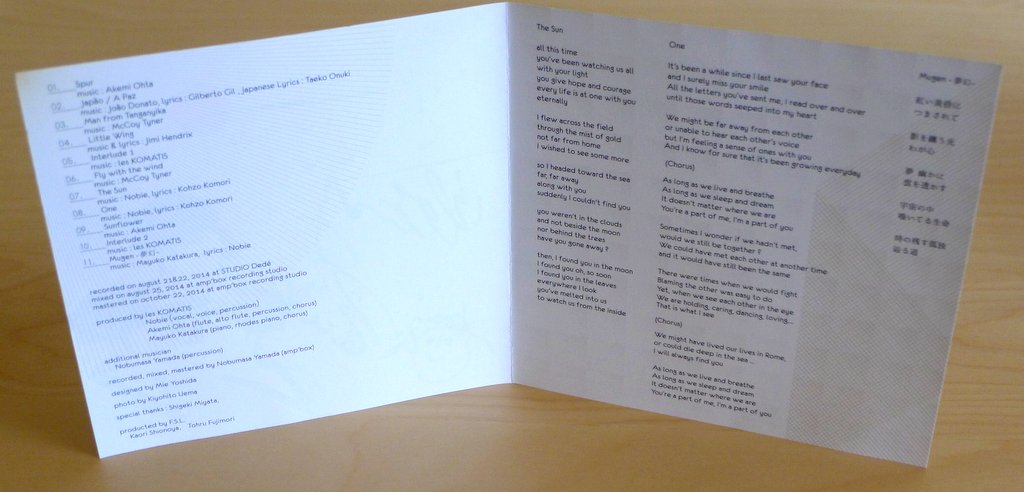 01. Spur
music : Akemi Ohta
02. Japão / A Paz
music : João Donato, lyrics : Gilberto Gil , Japanese Lyrics : Taeko Onuki
03. Man from Tanganyika
music : McCoy Tyner
04. Little Wing
music & lyrics : Jimi Hendrix
05. Interlude 1
music : les KOMATIS
06. Fly with the wind
music : McCoy Tyner
07. The Sun
music : Nobie, lyrics : Kohzo Komori
08. One
music : Nobie, lyrics : Kohzo Komori
09. Sunflower
music : Akemi Ohta
10. Interlude 2
music : les KOMATIS
11. Mugen - 夢幻-
music : Mayuko Katakura, lyrics : Nobie
recorded on august 21&22, 2014 at STUDIO Dedé
mixed on august 25, 2014 at amp'box recording studio
mastered on october 22, 2014 at amp'box recording studio
produced by les KOMATIS
Nobie (vocal, voice, percussion)
Akemi Ohta (flute, alto flute, percussion, chorus)
Mayuko Katakura (piano, rhodes piano, chorus)
additional musician
Nobumasa Yamada (percussion)
recorded, mixed, mastered by Nobumasa Yamada (amp'box)
designed by Mie Yoshida
photo by Kiyohito Uema
special thanks : Shigeki Miyata,
producted by F.S.L.
Kaori Shionoya, Tohru Fujimori
The Sun
all this time
you've been watching us all
with your light
you give hope and courage
every life is at one with you
eternally
I flew across the field
through the mist of gold
not far from home
I wished to see some more
so I headed toward the sea
far, far away
along with you
suddenly I couldn't find you
you weren't in the clouds
and not beside the moon
nor behind the trees
have you gone away ?
then, I found you in the moon
I found you oh, so soon
I found you in the leaves
everywhere I look
you've melted into us
to watch us from the inside
One
It's been a while since I last saw your face
and I surely miss your smile
All the letters you've sent me, I read over and over
until those words seeped into my heart
We might be far away from each other
or unable to hear each other's voice
but I'm feeling a sense of ones with you
And I know for sure that it's been growing everyday
(Chorus)
As long as we live and breathe
As long as we sleep and dream
It doesn't matter where we are
You're a part of me, I'm a part of you
Sometimes I wonder if we hadn't met,
would we still be together ?
We could have met each other at another time
and it would have still been the same
There were times when we would fight
Blaming the other was easy to do
Yet, when we see each other in the eye
We are holding, caring, dancing, loving,...
That is what I see
(Chorus)
We might have lived our lives in Rome,
or could die deep in the sea ...
I will always find you
As long as we live and breathe
As long as we sleep and dream
It doesn't matter where we are
You're a part of me, I'm a part of you
Mugen - 夢幻-
紅い黄昏に
つまされて
影を纏う光
わが心
夢 幽かに
雲を透かす
宇宙の中
囁いてる生命
時の残す孤独